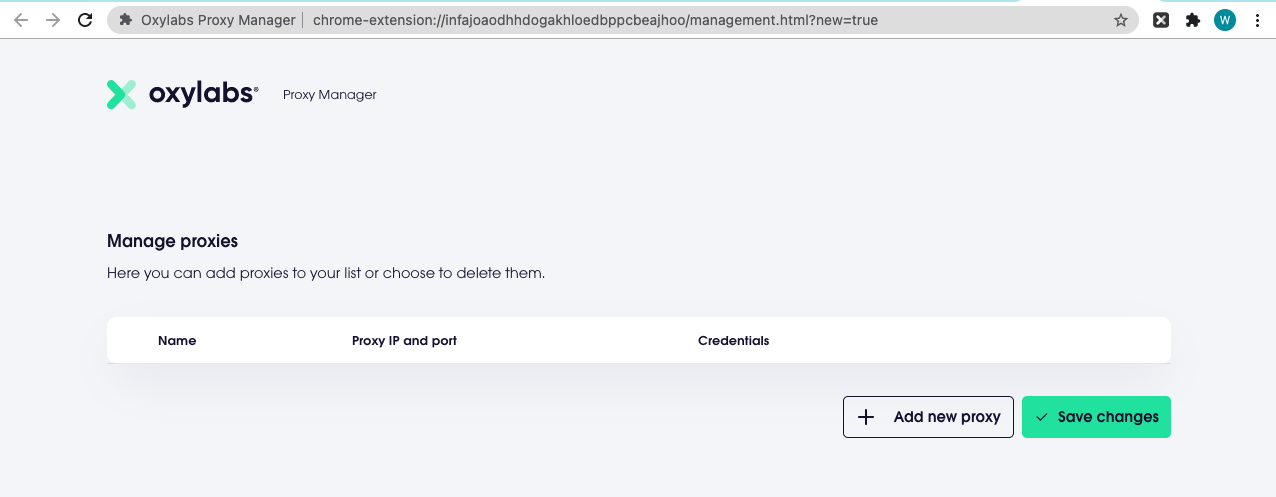 Oxylabs Proxy Manager | chrome-extension://infajoaodhhdogakhloedbppcbeajhoo/management.html?new=true W
oxylabs® Proxy Manager
Manage proxies
Here you can add proxies to your list or choose to delete them.
Name Proxy IP and port Credentials
Add new proxy Save changes